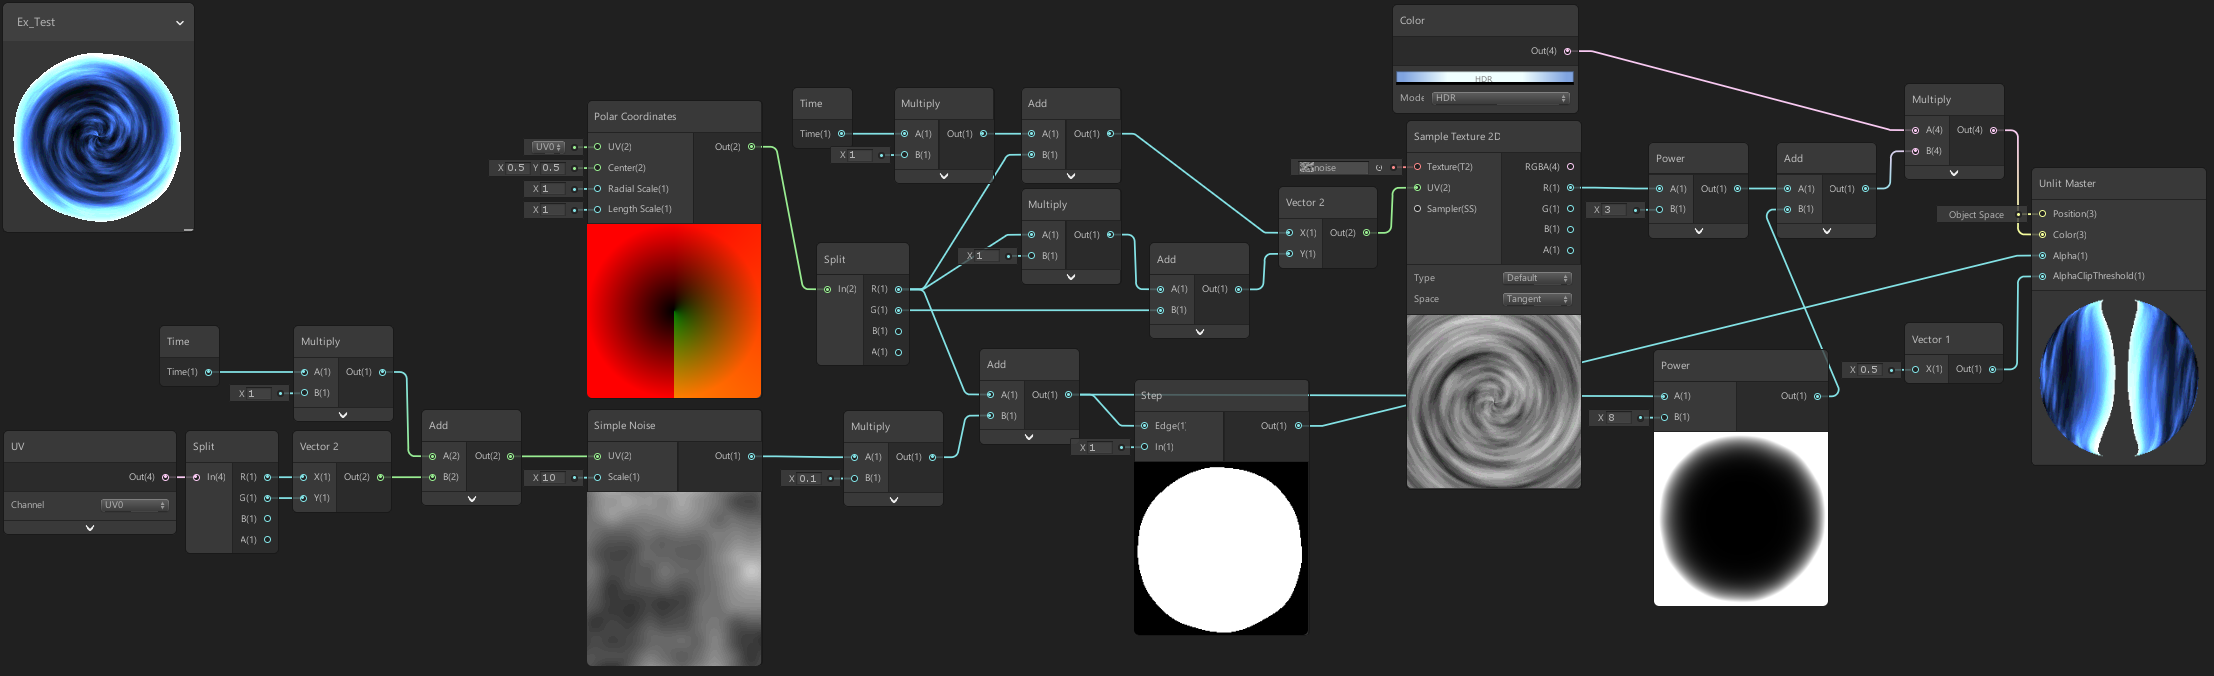 Ex_Test
Color
Out(4)
HDR
Mode HDR
Time
Time(1)
Multiply
A(1) Out(1)
X 1 B(1)
Add
A(1) Out(1)
B(1)
Polar Coordinates
UV0 UV(2) Out(2)
X 0.5 Y 0.5 Center(2)
X 1 Radial Scale(1)
X 1 Length Scale(1)
Multiply
A(1) Out(1)
X 1 B(1)
Split
In(2) R(1)
G(1)
B(1)
A(1)
Add
A(1) Out(1)
B(1)
Vector 2
X(1) Out(2)
Y(1)
Sample Texture 2D
noise Texture(T2) RGBA(4)
UV(2) R(1)
Sampler(SS) G(1)
B(1)
A(1)
Type Default
Space Tangent
Power
A(1) Out(1)
X 3 B(1)
Add
A(1) Out(1)
B(1)
Multiply
A(4) Out(4)
B(4)
Unlit Master
Object Space Position(3)
Color(3)
Alpha(1)
AlphaClipThreshold(1)
Vector 1
X 0.5 X(1) Out(1)
Time
Time(1)
Multiply
A(1) Out(1)
X 1 B(1)
UV
Out(4)
Channel UV0
Split
In(4) R(1)
G(1)
B(1)
A(1)
Vector 2
X(1) Out(2)
Y(1)
Add
A(2) Out(2)
B(2)
Simple Noise
UV(2) Out(1)
X 10 Scale(1)
Multiply
A(1) Out(1)
X 0.1 B(1)
Add
A(1) Out(1)
B(1)
Step
Edge(1) Out(1)
X 1 In(1)
Power
A(1) Out(1)
X 8 B(1)